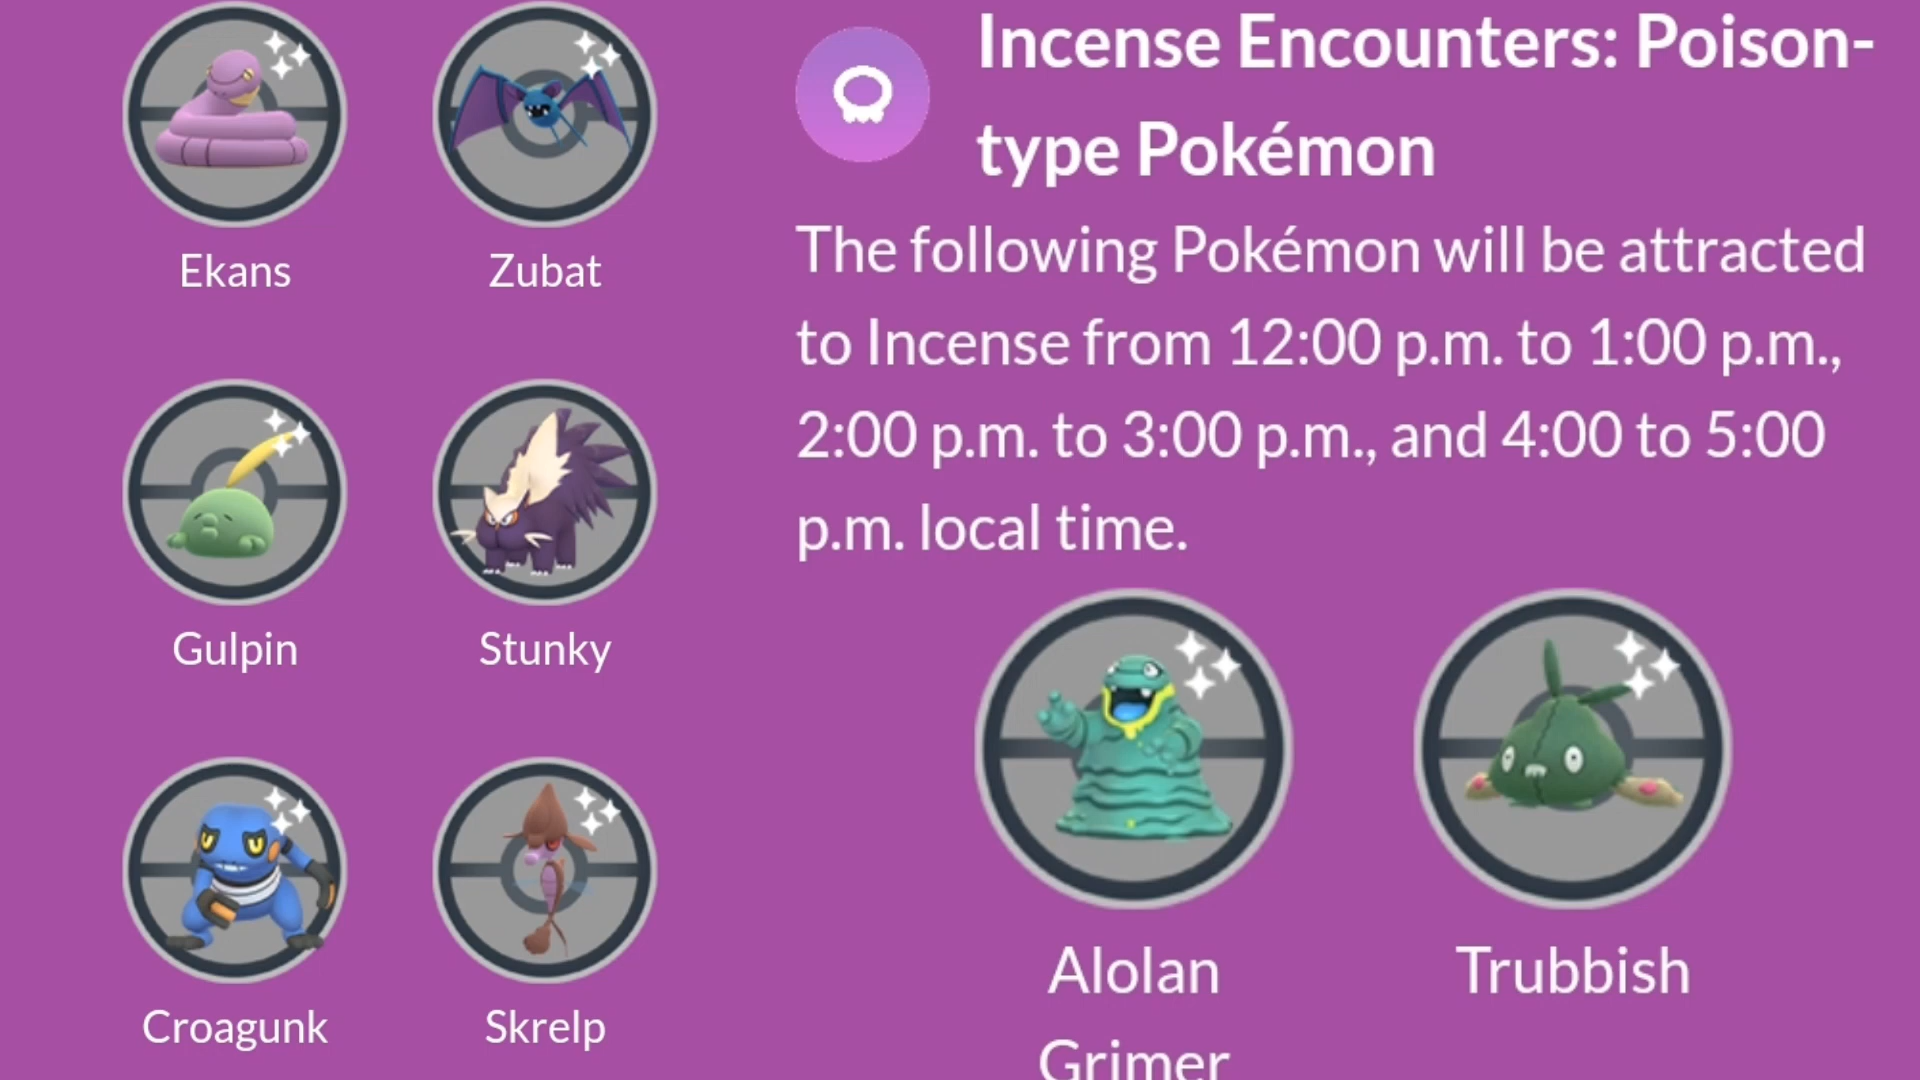 Ekans
Zubat
Gulpin
Stunky
Croagunk
Skrelp
Incense Encounters: Poison-
type Pokémon
The following Pokémon will be attracted
to Incense from 12:00 p.m. to 1:00 p.m.,
2:00 p.m. to 3:00 p.m., and 4:00 to 5:00
p.m. local time.
Alolan
Grimer
Trubbish